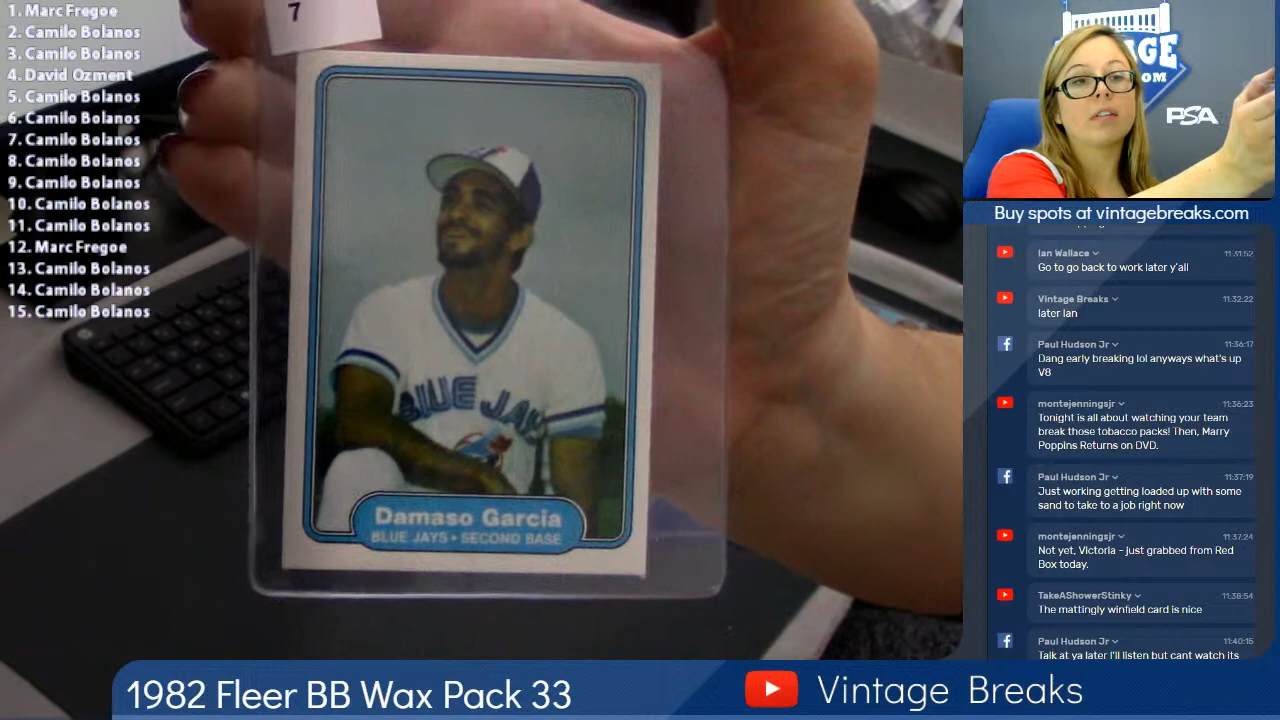 1. Marc Fregoe
2. Camilo Bolanos
3. Camilo Bolanos
4. David Ozment
5. Camilo Bolanos
6. Camilo Bolanos
7. Camilo Bolanos
8. Camilo Bolanos
9. Camilo Bolanos
10. Camilo Bolanos
11. Camilo Bolanos
12. Marc Fregoe
13. Camilo Bolanos
14. Camilo Bolanos
15. Camilo Bolanos
7
BLUE JAY
Damaso Garcia
BLUE JAYS • SECOND BASE
AGE
.COM
PSA
Buy spots at vintagebreaks.com
Ian Wallace 11:31:52
Go to go back to work later y'all
Vintage Breaks 11:32:22
later Ian
Paul Hudson Jr 11:36:17
Dang early breaking lol anyways what's up
V8
montejenningsjr 11:36:23
Tonight is all about watching your team
break those tobacco packs! Then, Marry
Poppins Returns on DVD.
Paul Hudson Jr 11:37:19
Just working getting loaded up with some
sand to take to a job right now
montejenningsjr 11:37:24
Not yet, Victoria - just grabbed from Red
Box today.
TakeAShowerStinky 11:38:54
The mattingly winfield card is nice
Paul Hudson Jr 11:40:15
Talk at ya later I'll listen but cant watch its
1982 Fleer BB Wax Pack 33
Vintage Breaks